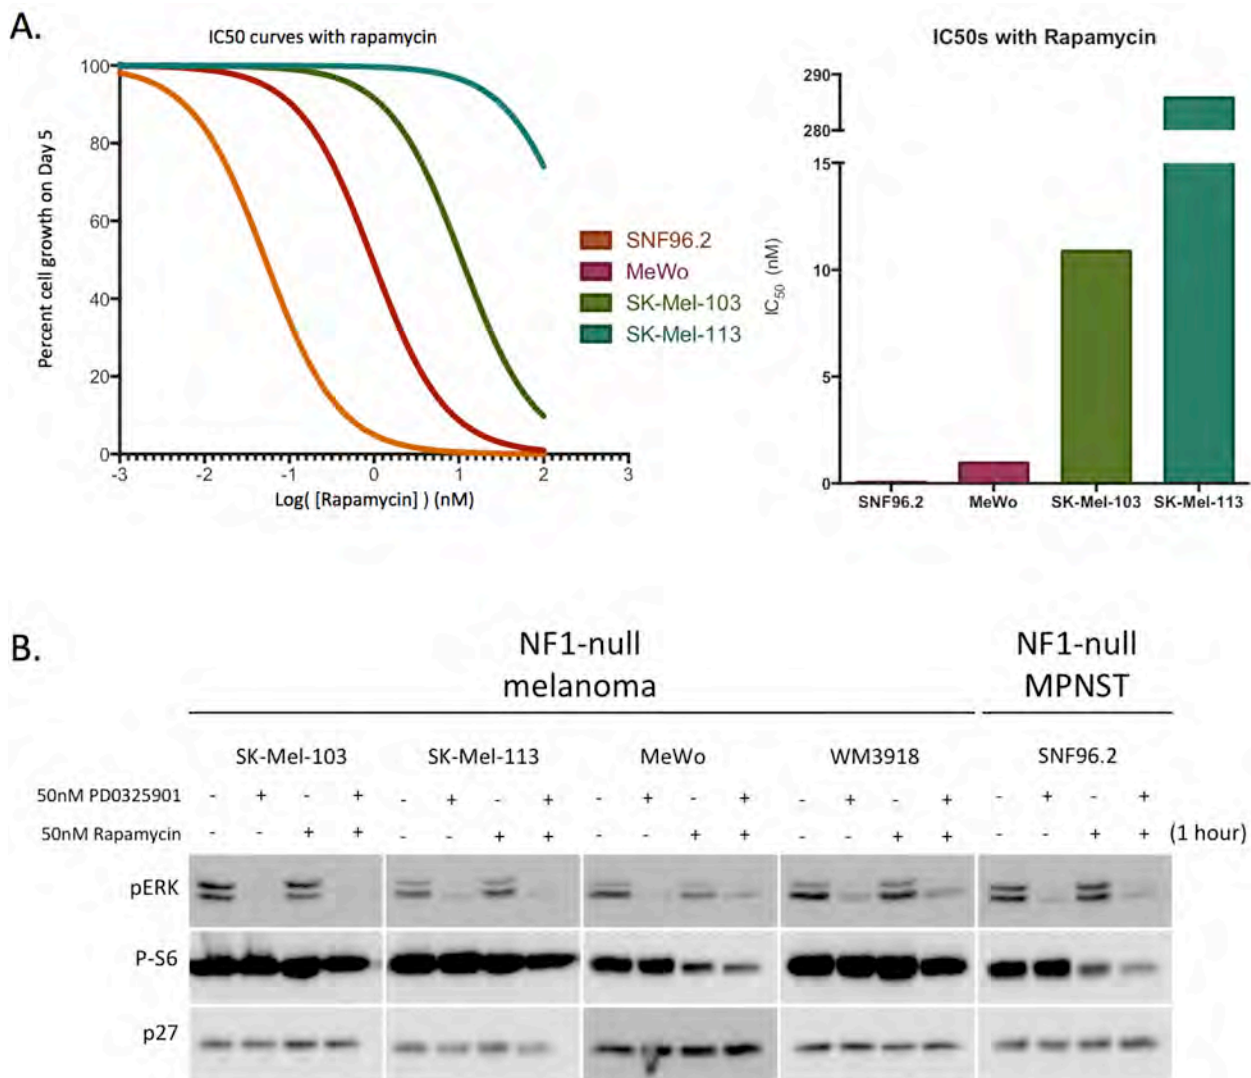 A.
IC50 curves with rapamycin
100
80
60
40
20
0
-3 -2 -1 0 1 2 3
Percent cell growth on Day 5
Log( [Rapamycin] ) (nM)
SNF96.2
MeWo
SK-Mel-103
SK-Mel-113
IC50s with Rapamycin
290
280
15
10
5
0
IC50 (nM)
SNF96.2 MeWo SK-Mel-103 SK-Mel-113
B.
NF1-null melanoma
NF1-null MPNST
SK-Mel-103 SK-Mel-113 MeWo WM3918 SNF96.2
50nM PD0325901 - + - + - + - + - + - + - + - + - + - +
50nM Rapamycin - - + + - - + + - - + + - - + + - - + + (1 hour)
pERK
P-S6
p27